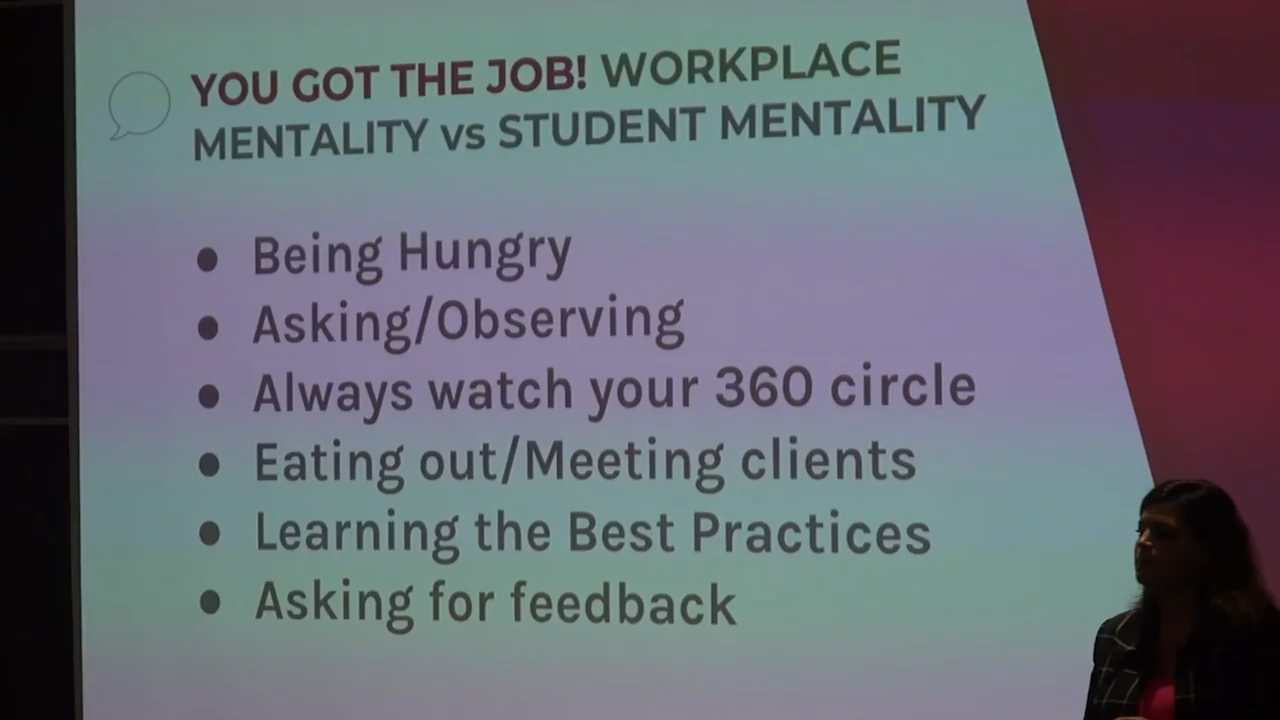 YOU GOT THE JOB! WORKPLACE
MENTALITY vs STUDENT MENTALITY
● Being Hungry
● Asking/Observing
● Always watch your 360 circle
● Eating out/Meeting clients
● Learning the Best Practices
● Asking for feedback